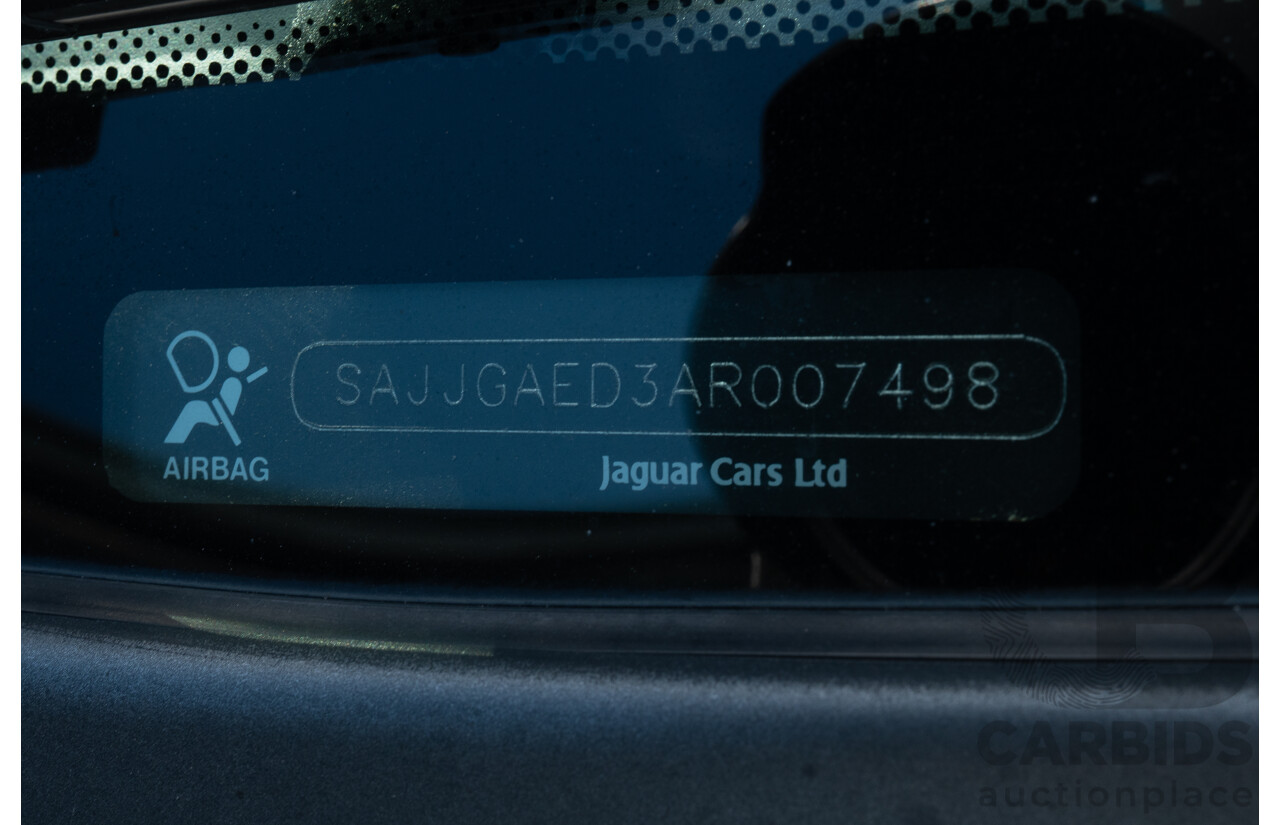 SAJJGAED3AR007498
AIRBAG
Jaguar Cars Ltd
CARBIDS
auctionplace